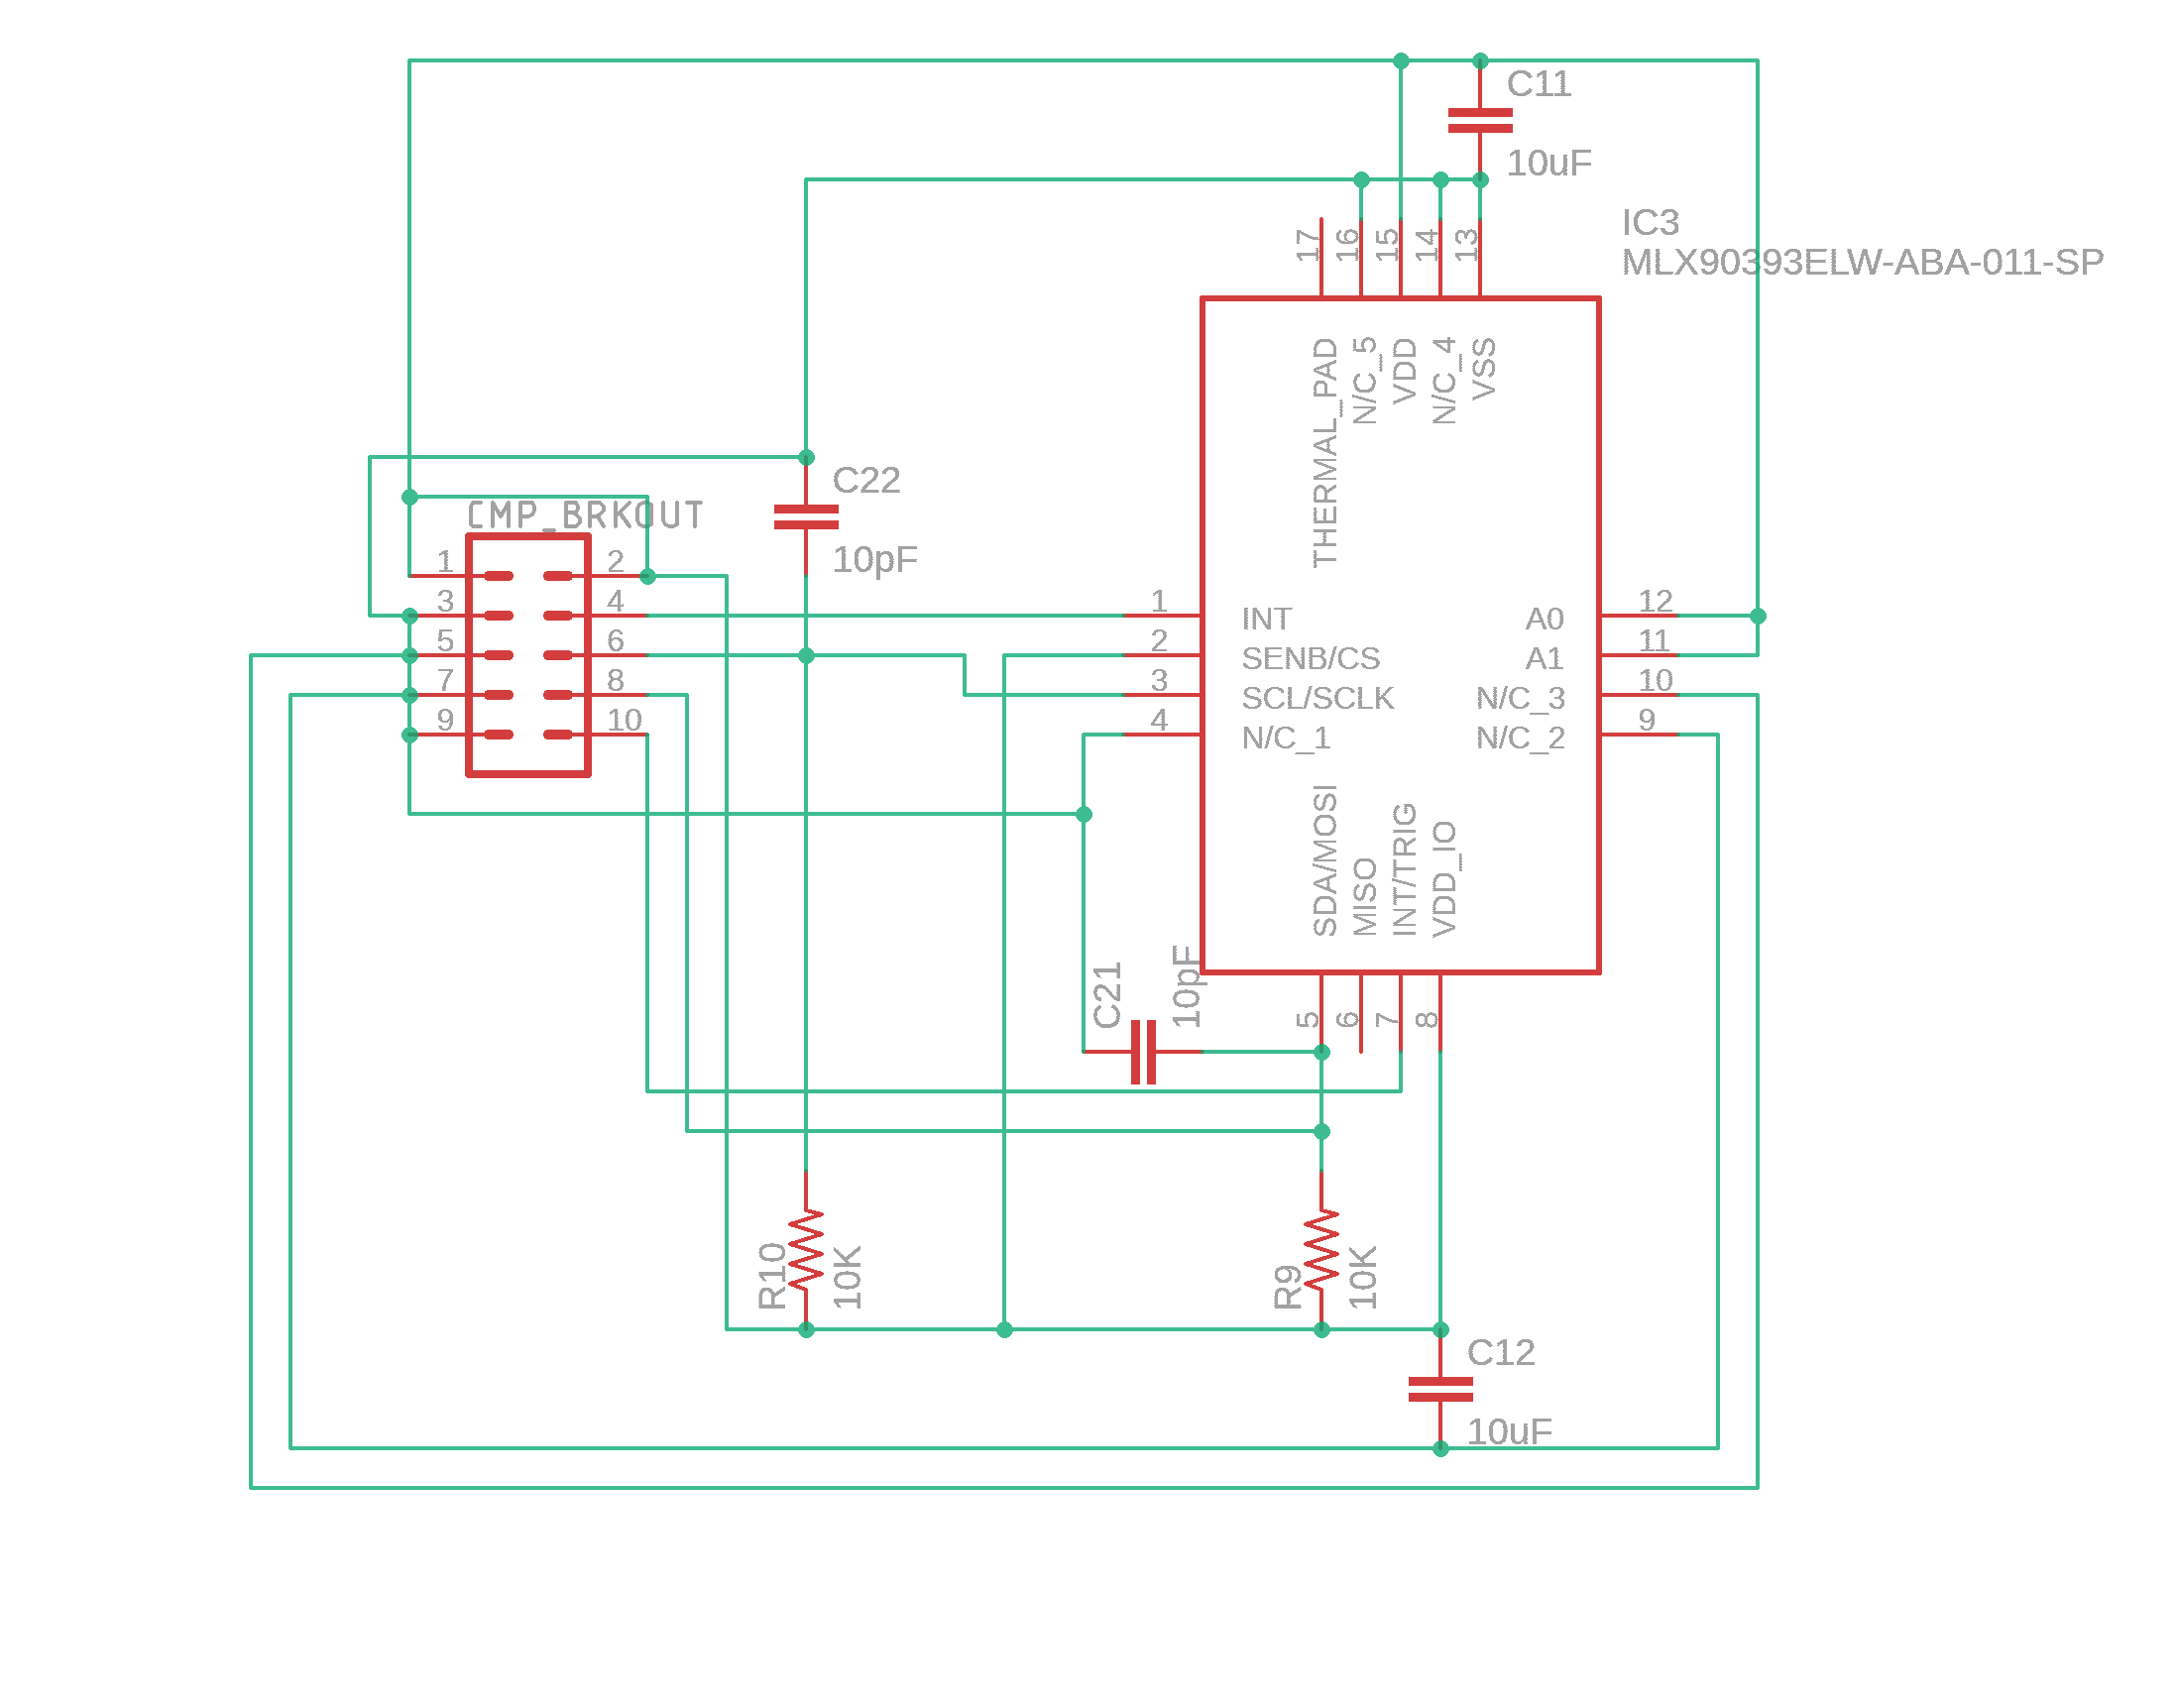 C11
10uF
IC3
MLX90393ELW-ABA-011-SP
17
16
15
14
13
THERMAL_PAD
N/C_5
VDD
N/C_4
VSS
C22
10pF
CMP_BRKOUT
1 2
3 4
5 6
7 8
9 10
1 INT
2 SENB/CS
3 SCL/SCLK
4 N/C_1
A0 12
A1 11
N/C_3 10
N/C_2 9
SDA/MOSI
MISO
INT/TRIG
VDD_IO
5
6
7
8
C21
10pF
R10
10K
R9
10K
C12
10uF